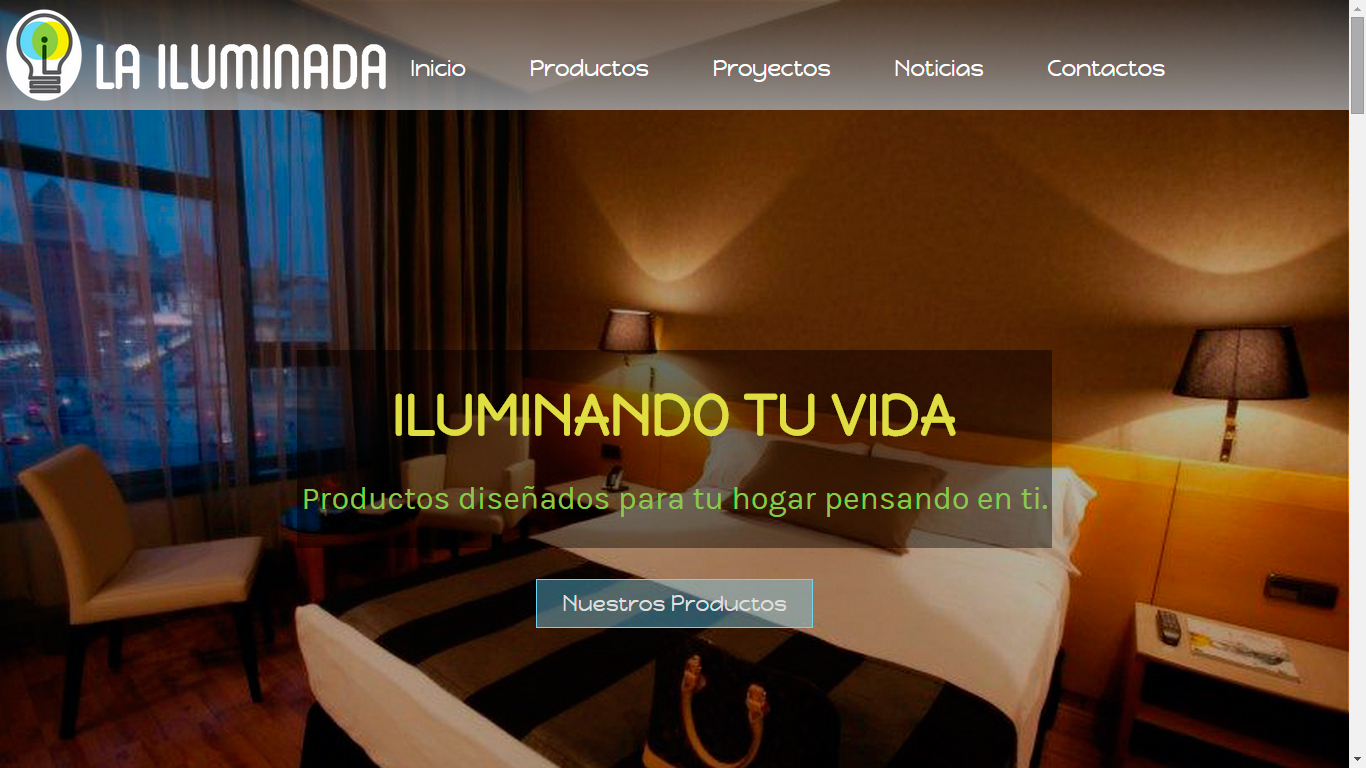 LA ILUMINADA
Inicio Productos Proyectos Noticias Contactos
ILUMINANDO TU VIDA
Productos diseñados para tu hogar pensando en ti.
Nuestros Productos